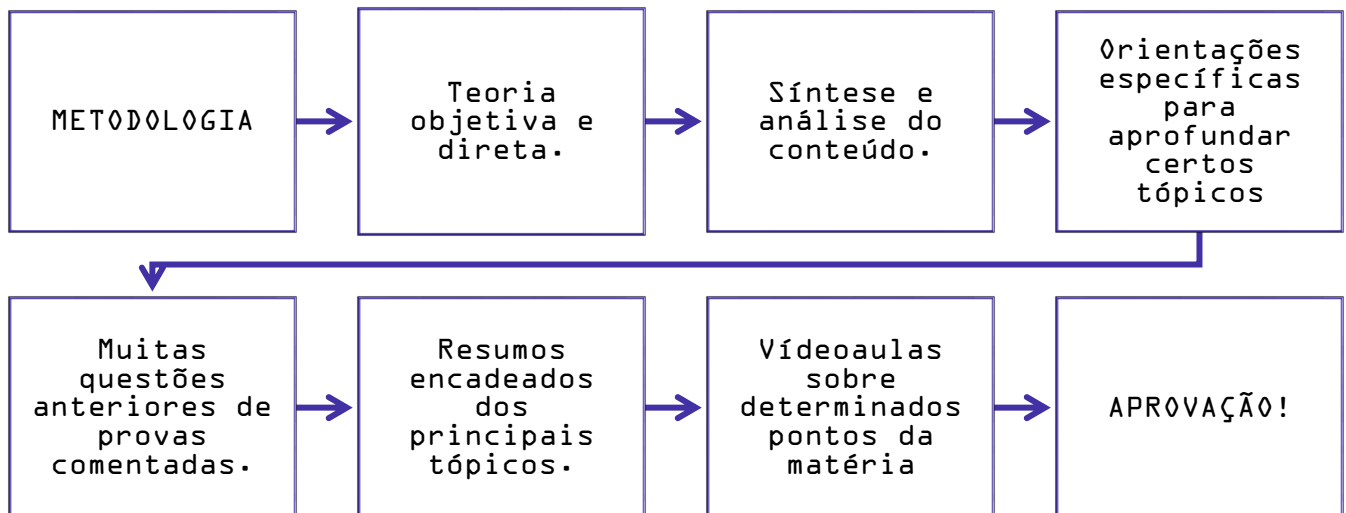 METODOLOGIA
Teoria
objetiva e
direta.
Síntese e
análise do
conteúdo.
Orientações
específicas
para
aprofundar
certos
tópicos
Muitas
questões
anteriores de
provas
comentadas.
Resumos
encadeados
dos
principais
tópicos.
Vídeoaulas
sobre
determinados
pontos da
matéria
APROVAÇÃO!